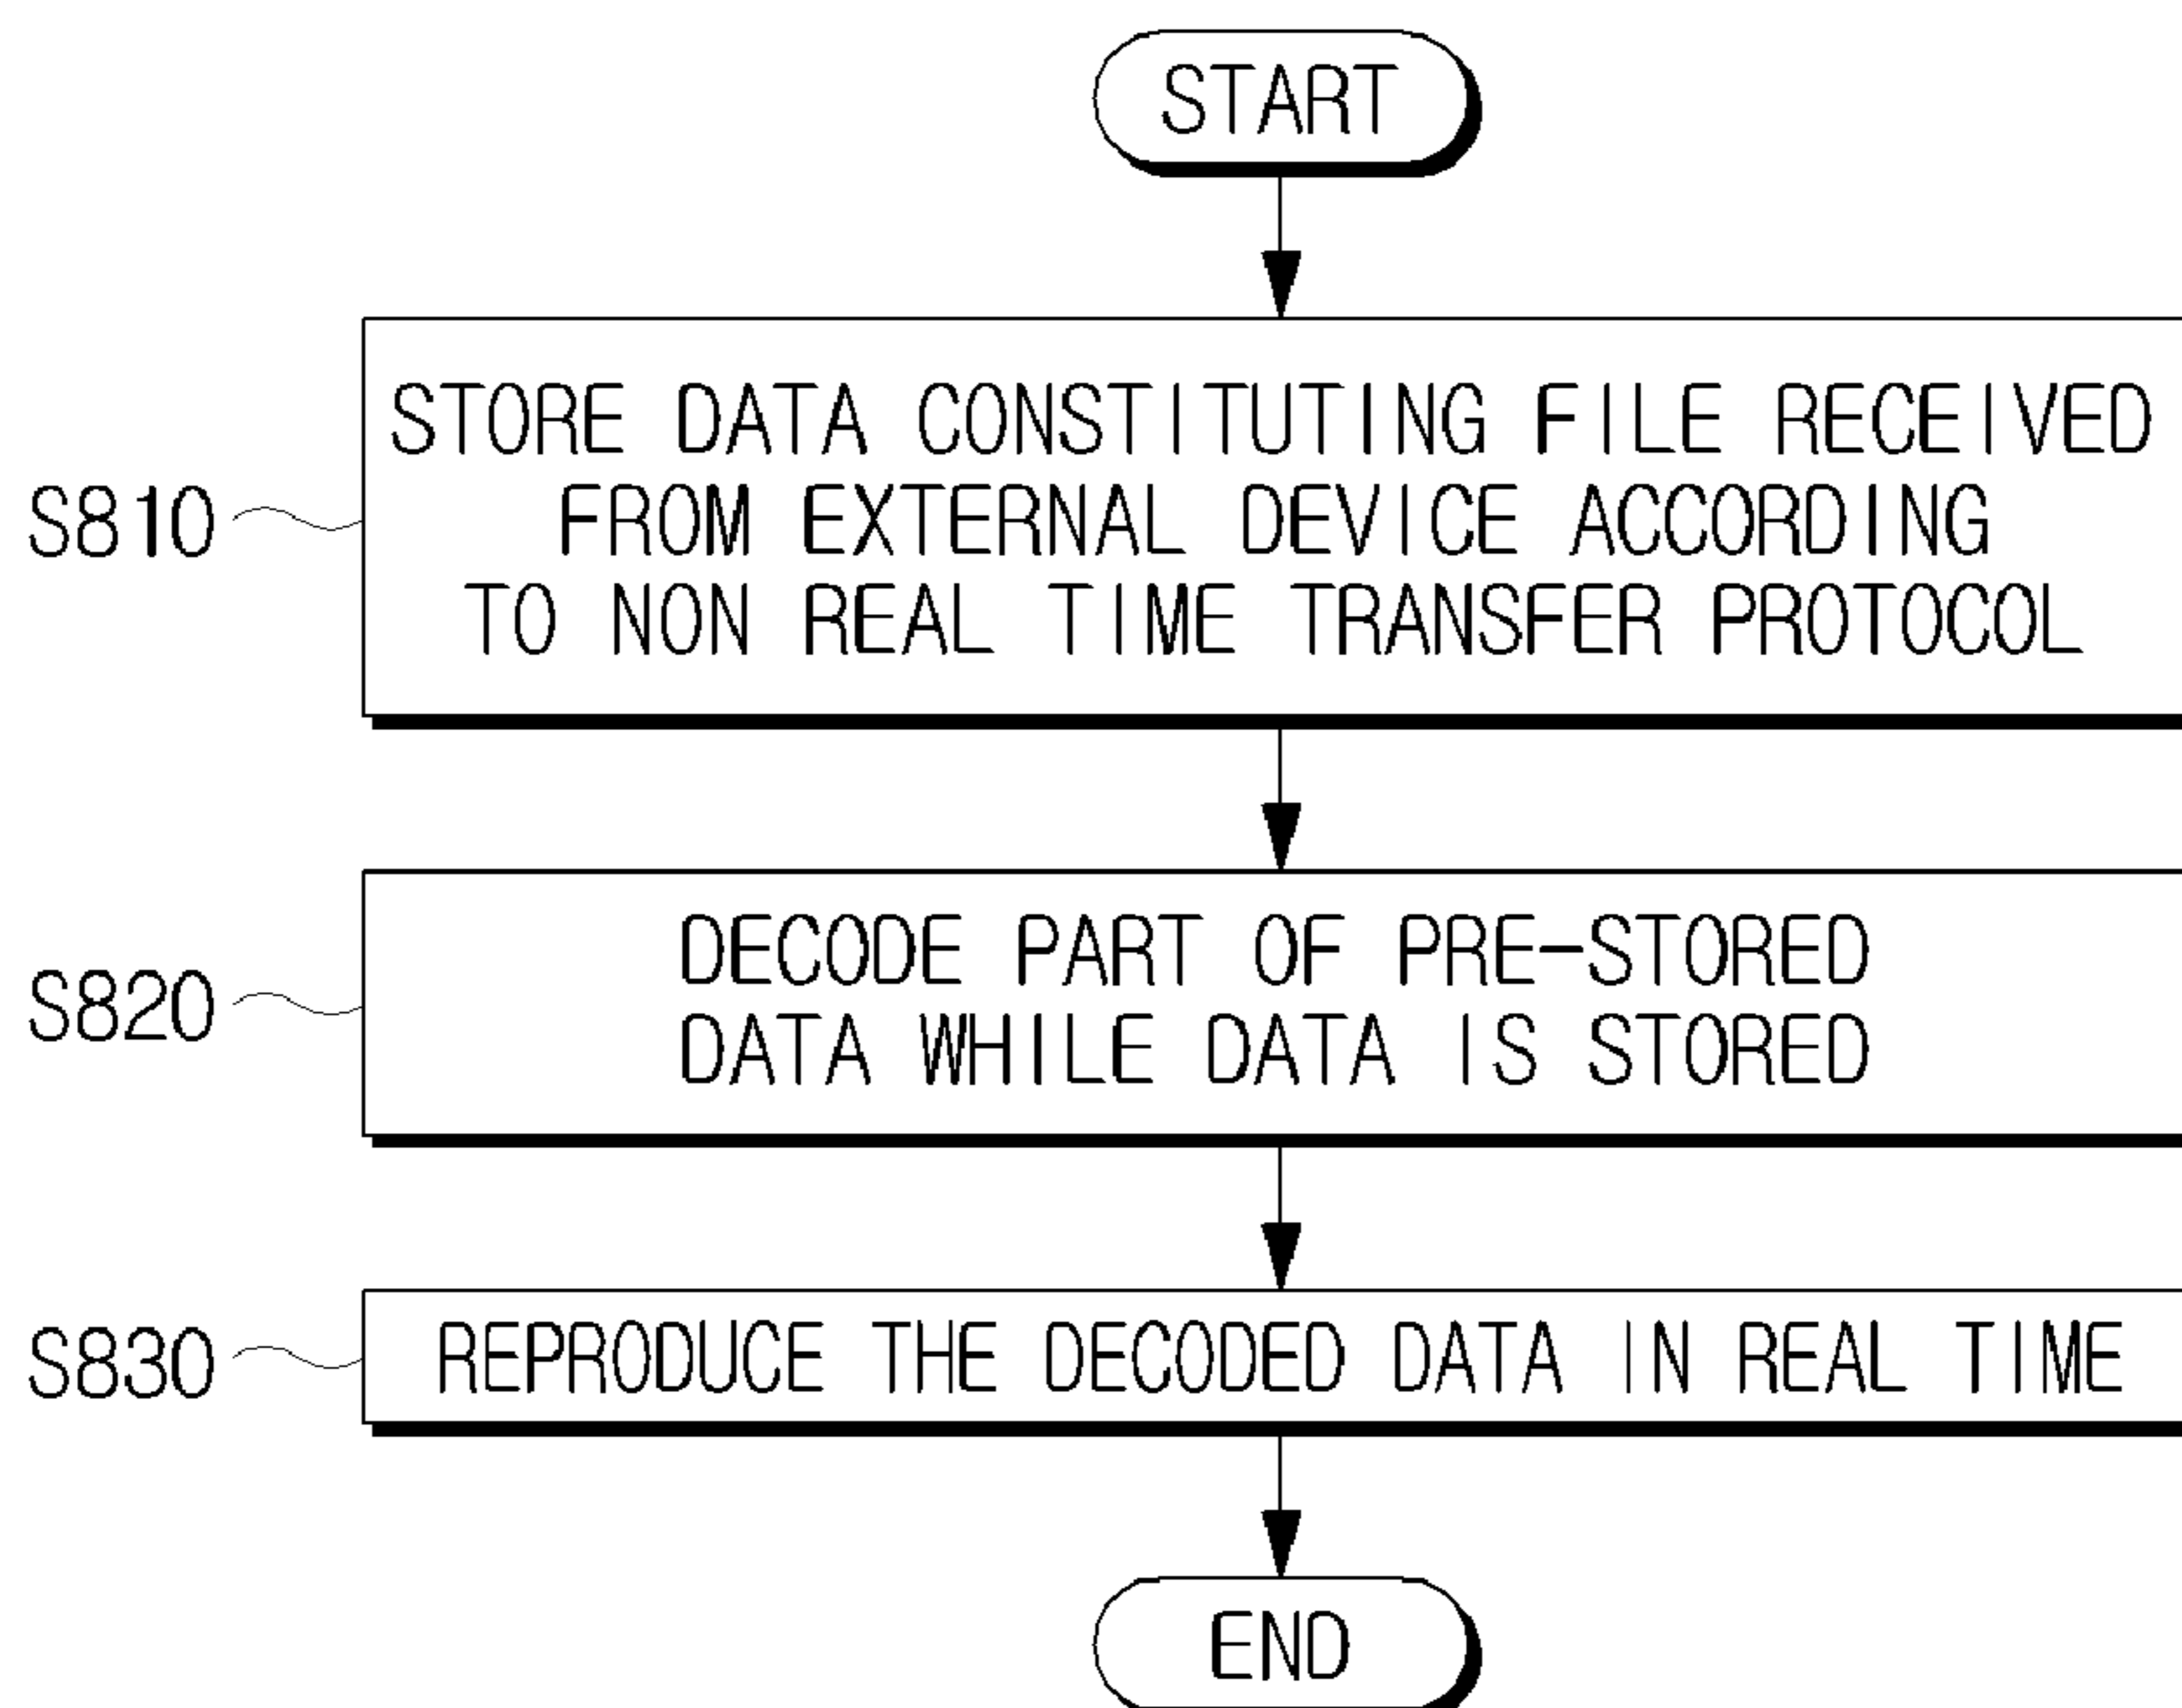 START
STORE DATA CONSTITUTING FILE RECEIVED
FROM EXTERNAL DEVICE ACCORDING
TO NON REAL TIME TRANSFER PROTOCOL
S810
DECODE PART OF PRE-STORED
DATA WHILE DATA IS STORED
S820
REPRODUCE THE DECODED DATA IN REAL TIME
S830
END